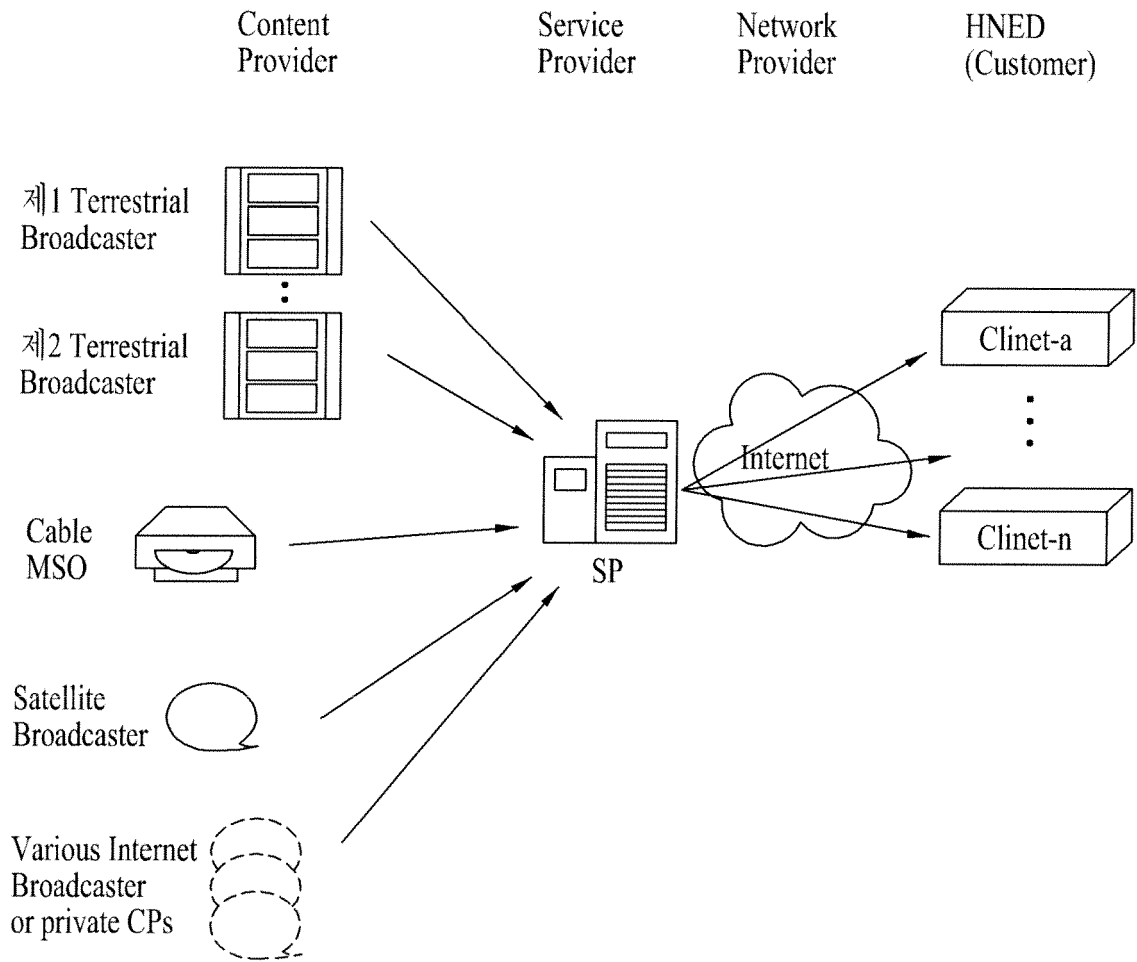 Content
Provider
Service
Provider
Network
Provider
HNED
(Customer)
제1 Terrestrial
Broadcaster
제2 Terrestrial
Broadcaster
Clinet-a
Internet
Cable
MSO
Clinet-n
SP
Satellite
Broadcaster
Various Internet
Broadcaster
or private CPs